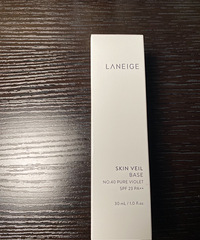 LANEIGE
SKIN VEIL
BASE
NO.40 PURE VIOLET
SPF 28 PA++
30 mL / 1.0 fl.oz.